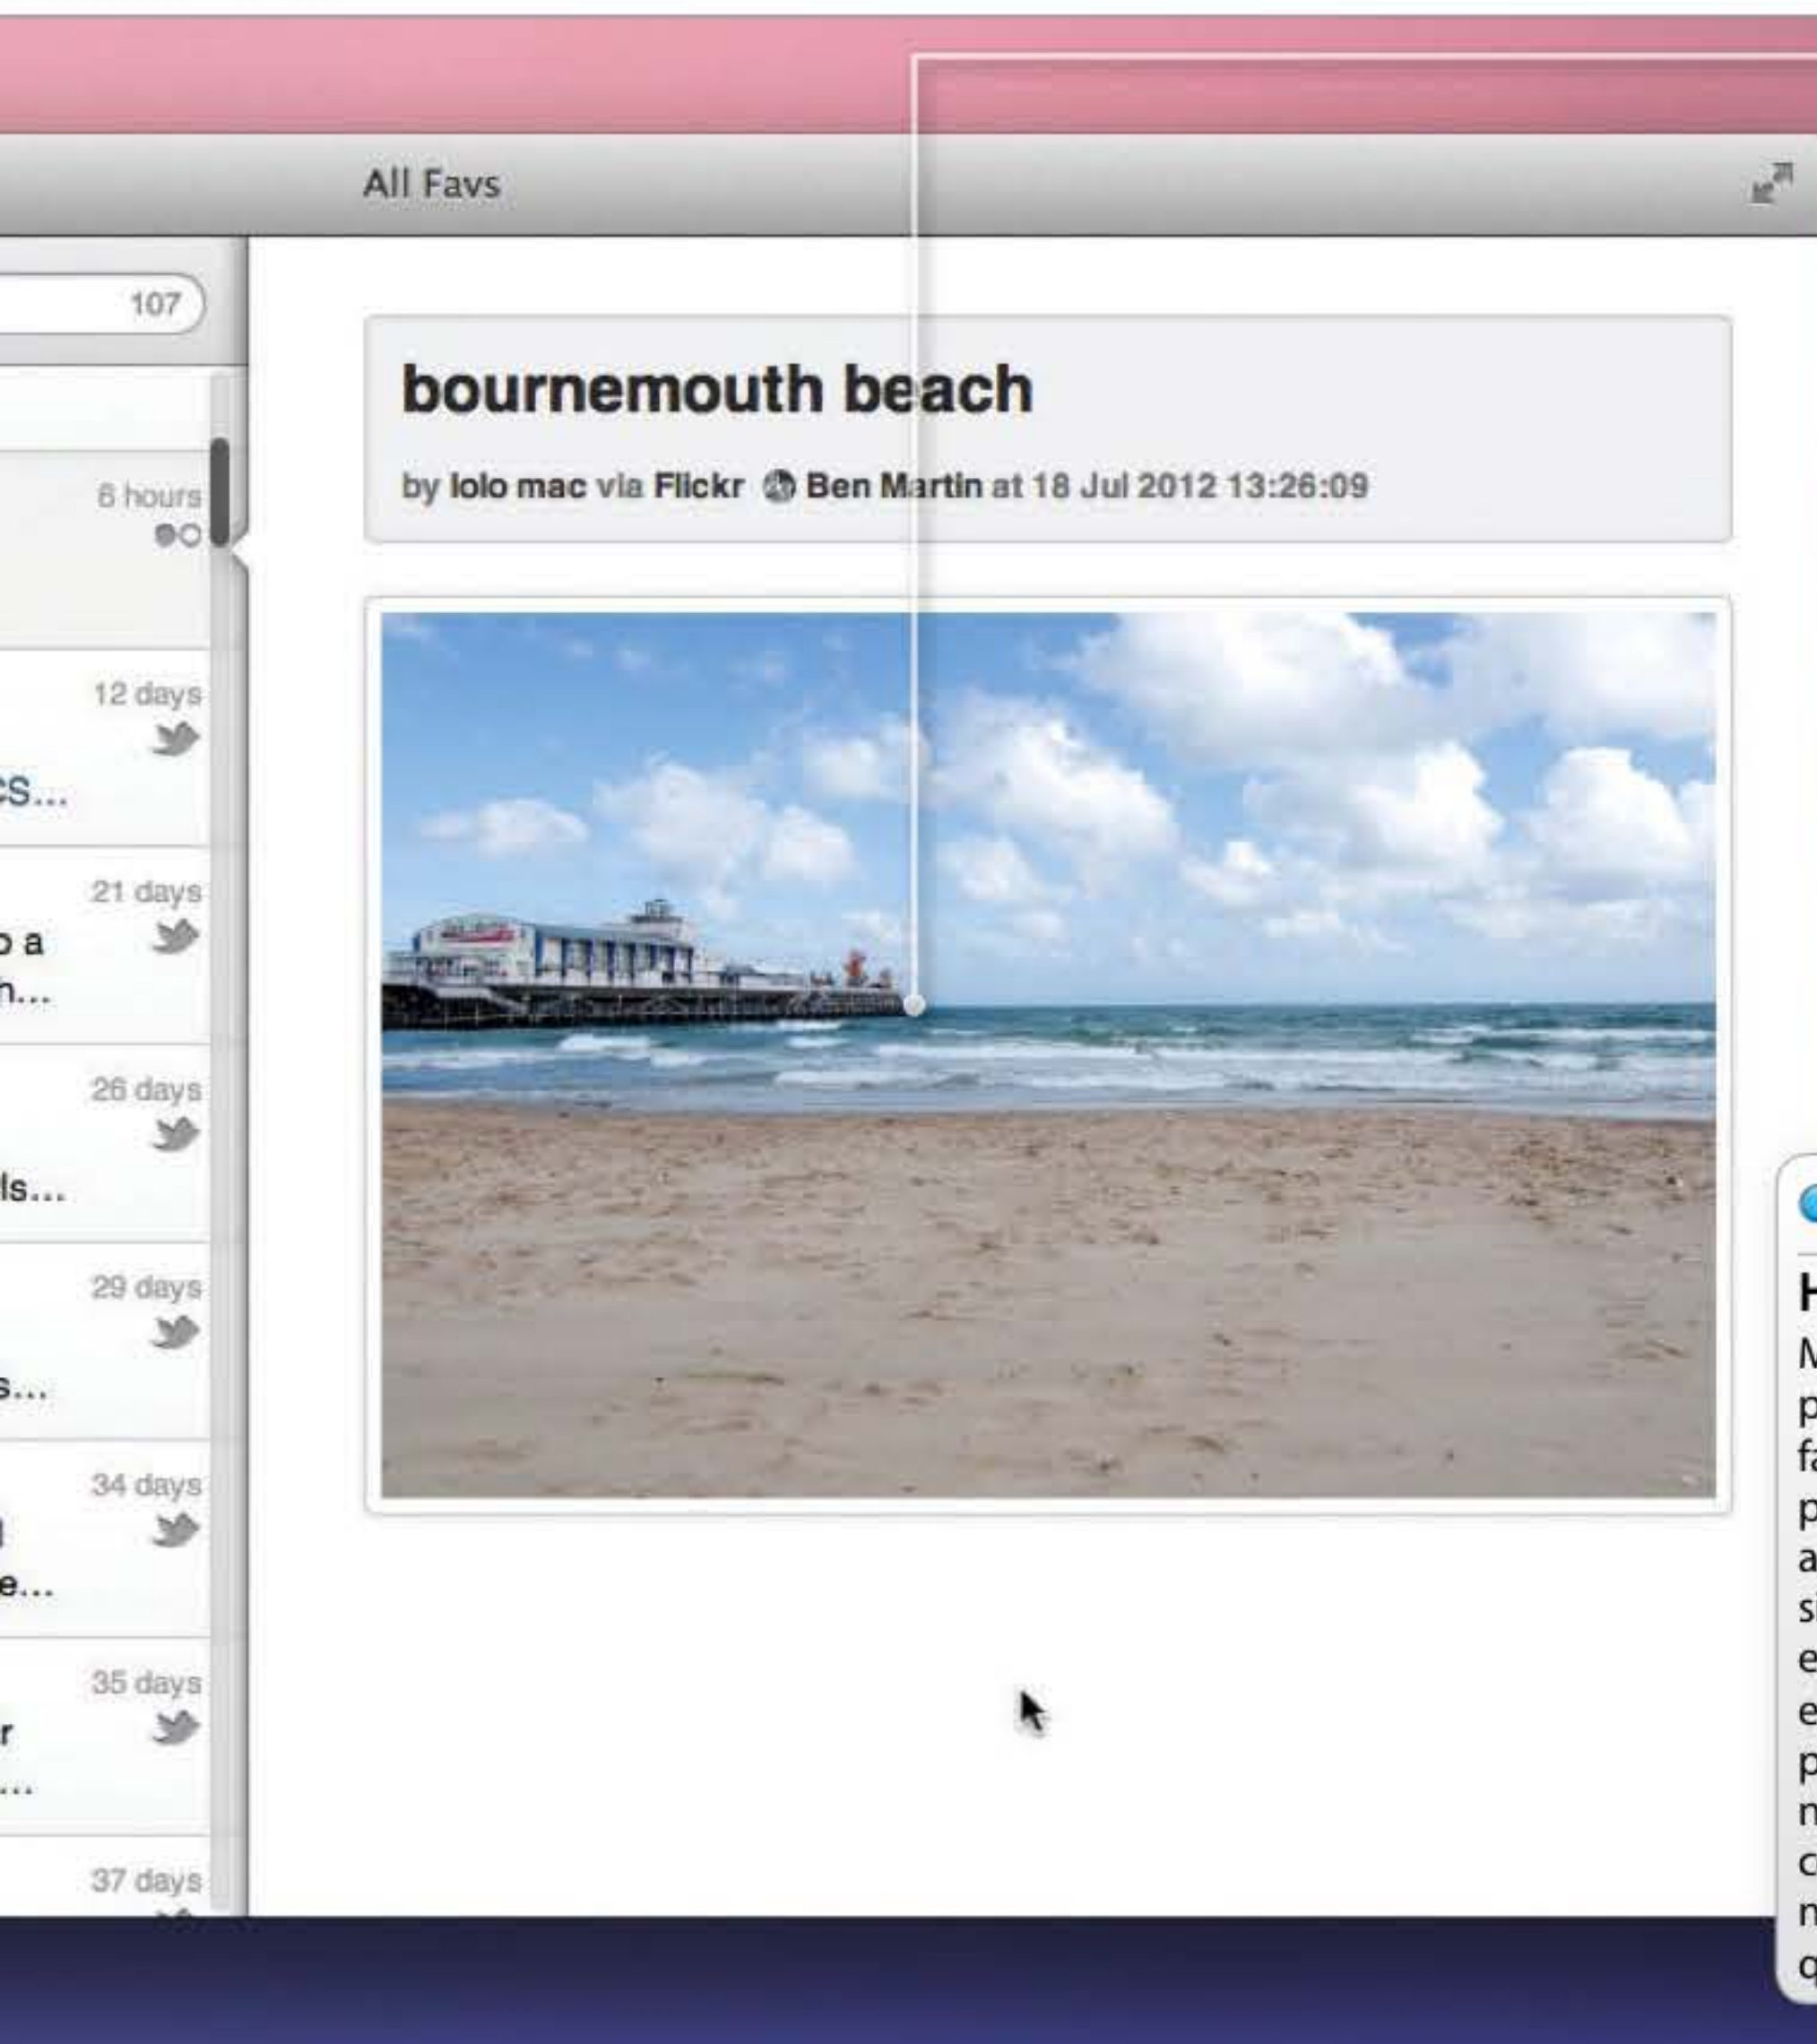 All Favs
107
6 hours
12 days
cs...
21 days
a
n...
26 days
ls...
29 days
s...
34 days
e...
35 days
r
...
37 days
bournemouth beach
by lolo mac via Flickr Ben Martin at 18 Jul 2012 13:26:09
H
M
p
fa
p
a
s
e
e
p
n
c
n
q